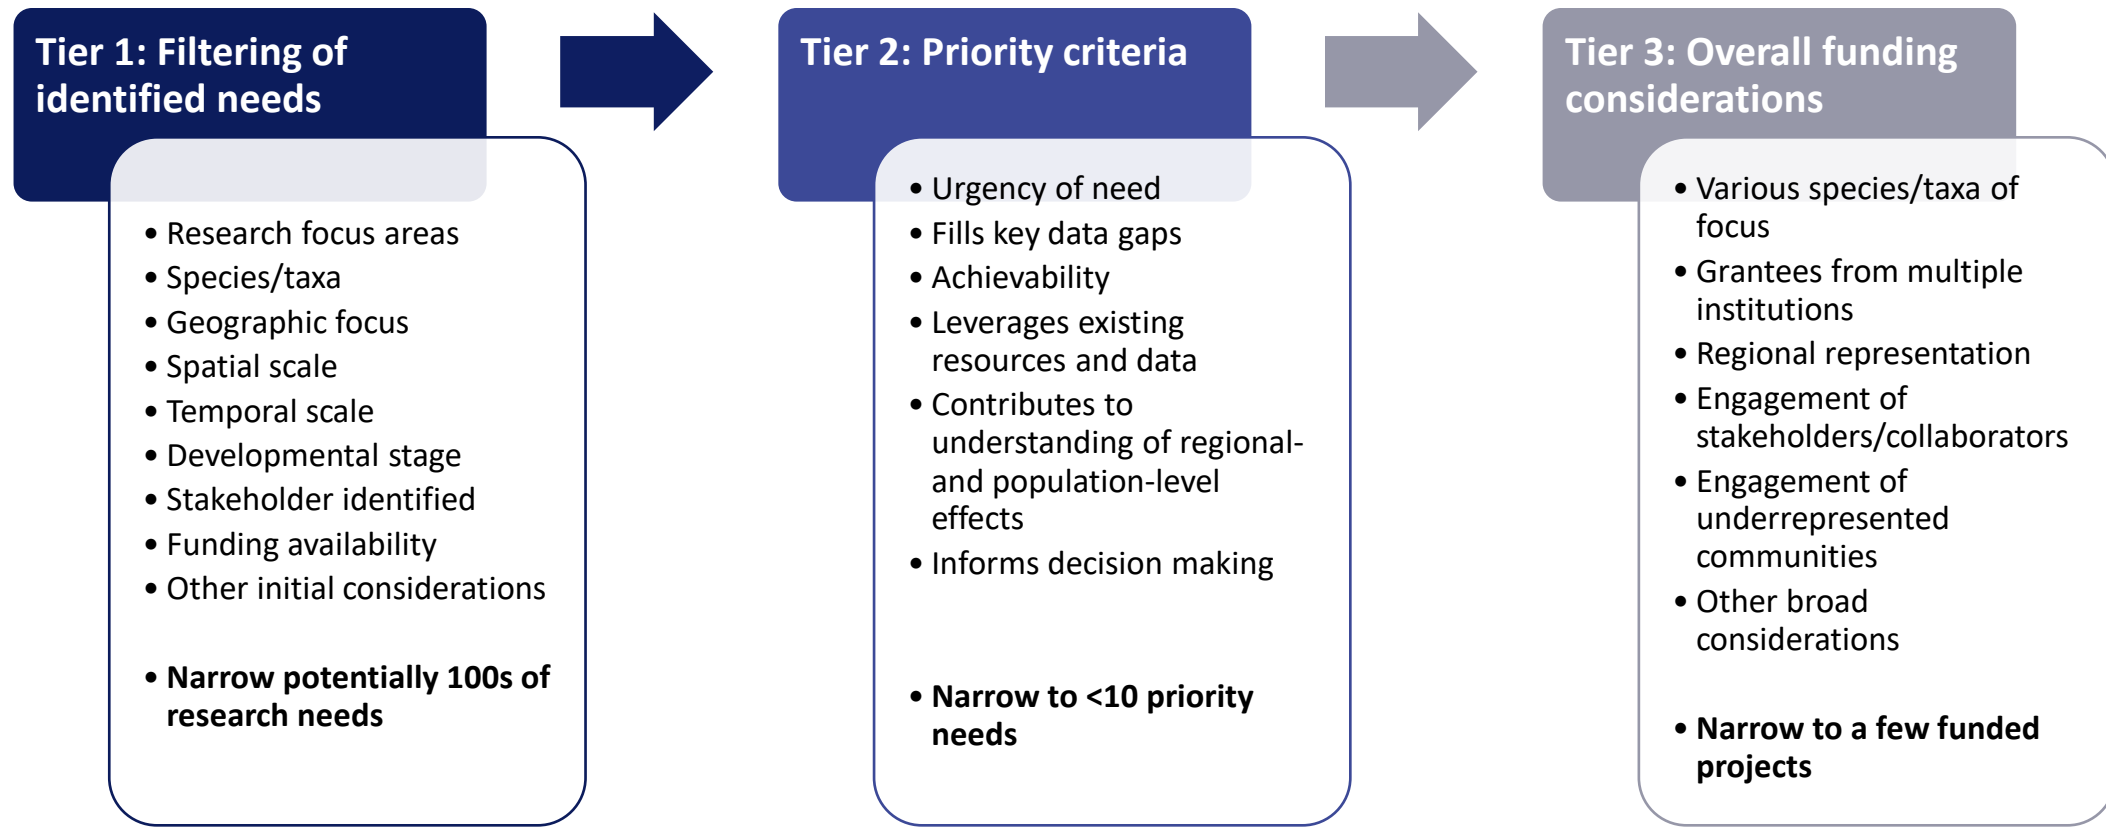 Tier 1: Filtering of
identified needs
• Research focus areas
• Species/taxa
• Geographic focus
• Spatial scale
• Temporal scale
• Developmental stage
• Stakeholder identified
• Funding availability
• Other initial considerations
• Narrow potentially 100s of
research needs
Tier 2: Priority criteria
• Urgency of need
• Fills key data gaps
• Achievability
• Leverages existing
resources and data
• Contributes to
understanding of regional-
and population-level
effects
• Informs decision making
• Narrow to <10 priority
needs
Tier 3: Overall funding
considerations
• Various species/taxa of
focus
• Grantees from multiple
institutions
• Regional representation
• Engagement of
stakeholders/collaborators
• Engagement of
underrepresented
communities
• Other broad
considerations
• Narrow to a few funded
projects